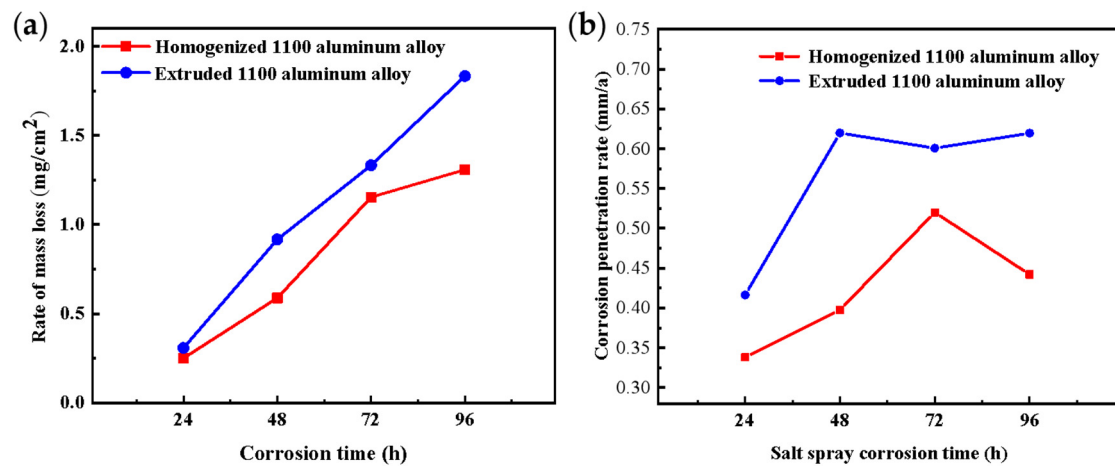 (a)
2.0
1.5
1.0
0.5
0.0
Rate of mass loss (mg/cm²)
Homogenized 1100 aluminum alloy
Extruded 1100 aluminum alloy
24 48 72 96
Corrosion time (h)
(b)
0.75
0.70
0.65
0.60
0.55
0.50
0.45
0.40
0.35
0.30
Corrosion penetration rate (mm/a)
Homogenized 1100 aluminum alloy
Extruded 1100 aluminum alloy
24 48 72 96
Salt spray corrosion time (h)